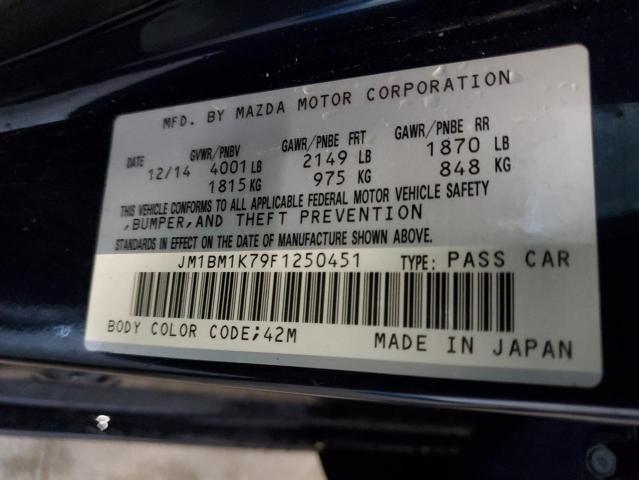 MFD. BY MAZDA MOTOR CORPORATION
DATE GVWR/PNBV GAWR/PNBE FRT GAWR/PNBE RR
12/14 4001 LB 2149 LB 1870 LB
1815 KG 975 KG 848 KG
THIS VEHICLE CONFORMS TO ALL APPLICABLE FEDERAL MOTOR VEHICLE SAFETY
,BUMPER,AND THEFT PREVENTION
STANDARDS IN EFFECT ON THE DATE OF MANUFACTURE SHOWN ABOVE.
JM1BM1K79F1250451 TYPE: PASS CAR
BODY COLOR CODE;42M MADE IN JAPAN